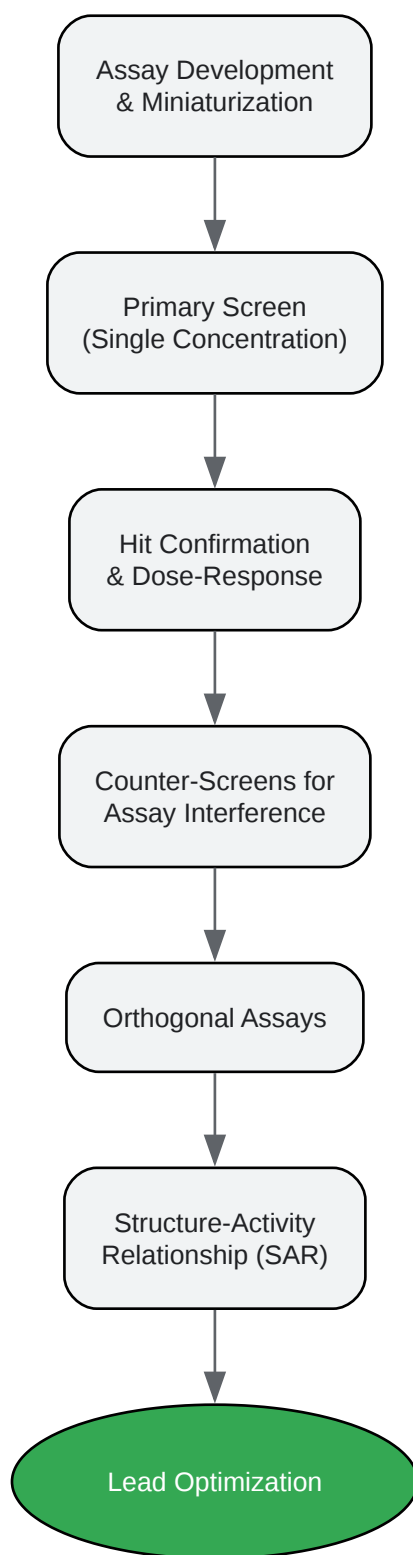 Assay Development
& Miniaturization
Primary Screen
(Single Concentration)
Hit Confirmation
& Dose-Response
Counter-Screens for
Assay Interference
Orthogonal Assays
Structure-Activity
Relationship (SAR)
Lead Optimization